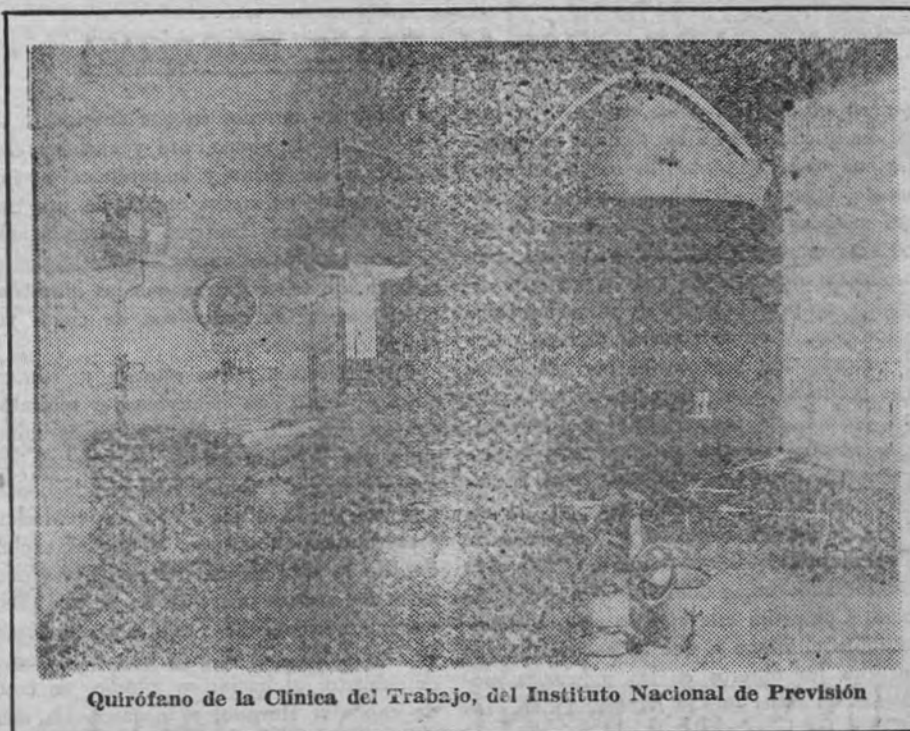 Quirófano de la Clínica del Trabajo, del Instituto Nacional de Previsión